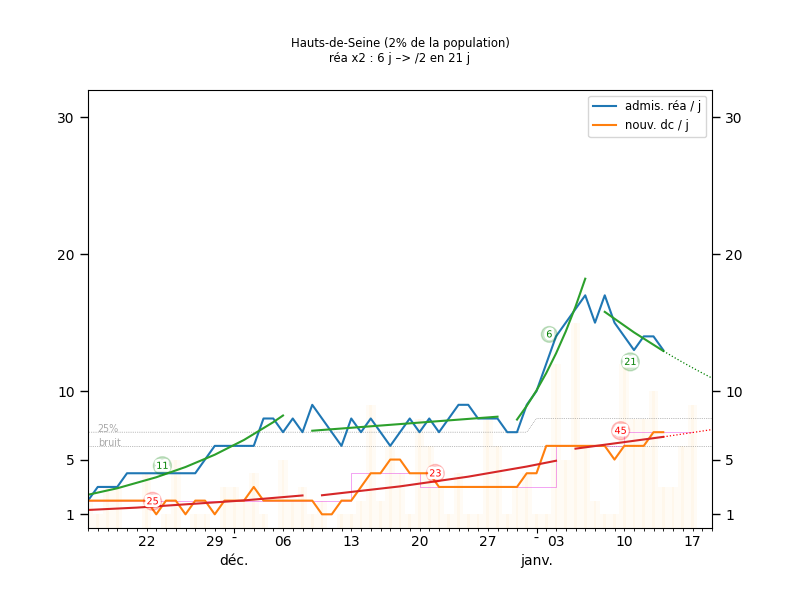 Hauts-de-Seine (2% de la population)
réa x2 : 6 j –> /2 en 21 j
admis. réa / j
nouv. dc / j
30 30
20 20
10 10
5 5
1 1
25%
bruit
6
21
45
11
23
25
22 29 - 06 13 20 27 - 03 10 17
déc. janv.